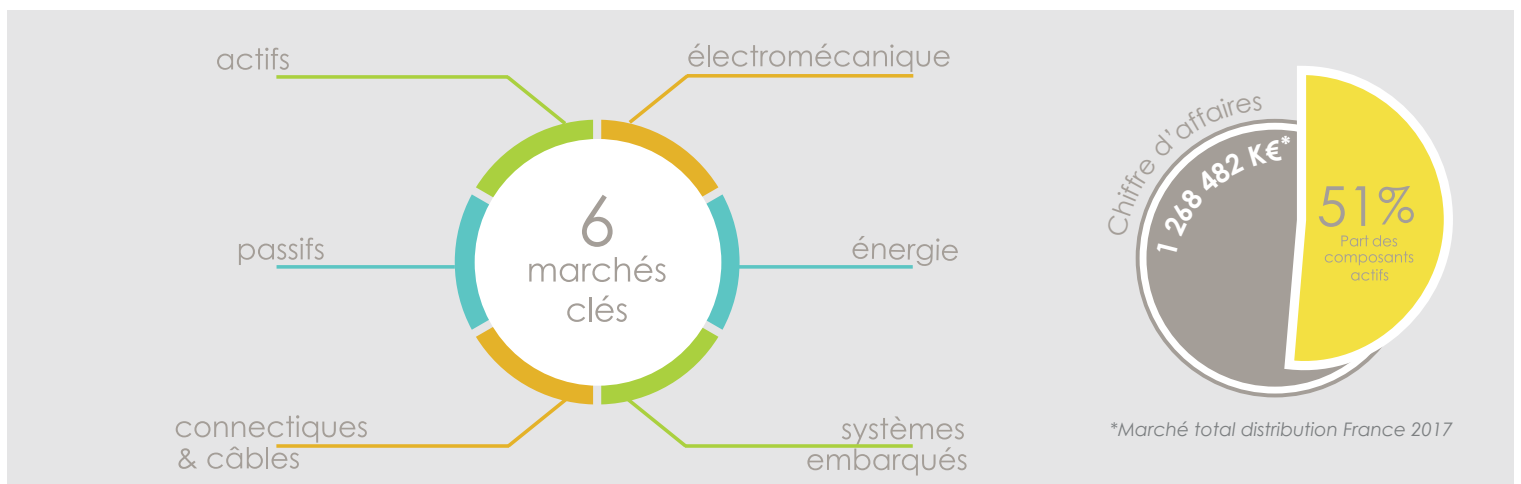 actifs
électromécanique
passifs
énergie
6
marchés
clés
connectiques
& câbles
systèmes
embarqués
Chiffre d'affaires
1 268 482 K€*
51%
Part des
composants
actifs
*Marché total distribution France 2017